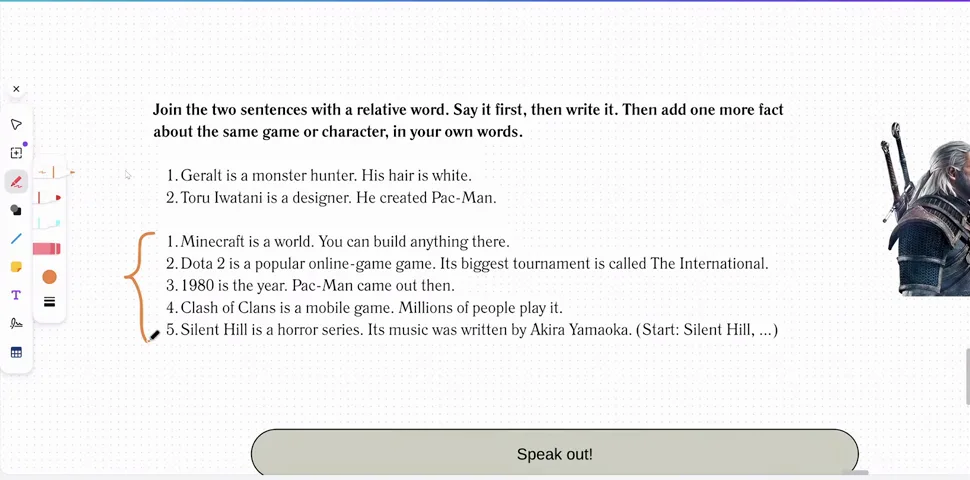 Join the two sentences with a relative word. Say it first, then write it. Then add one more fact
about the same game or character, in your own words.
1. Geralt is a monster hunter. His hair is white.
2. Toru Iwatani is a designer. He created Pac-Man.
1. Minecraft is a world. You can build anything there.
2. Dota 2 is a popular online-game game. Its biggest tournament is called The International.
3. 1980 is the year. Pac-Man came out then.
4. Clash of Clans is a mobile game. Millions of people play it.
5. Silent Hill is a horror series. Its music was written by Akira Yamaoka. (Start: Silent Hill, ...)
Speak out!